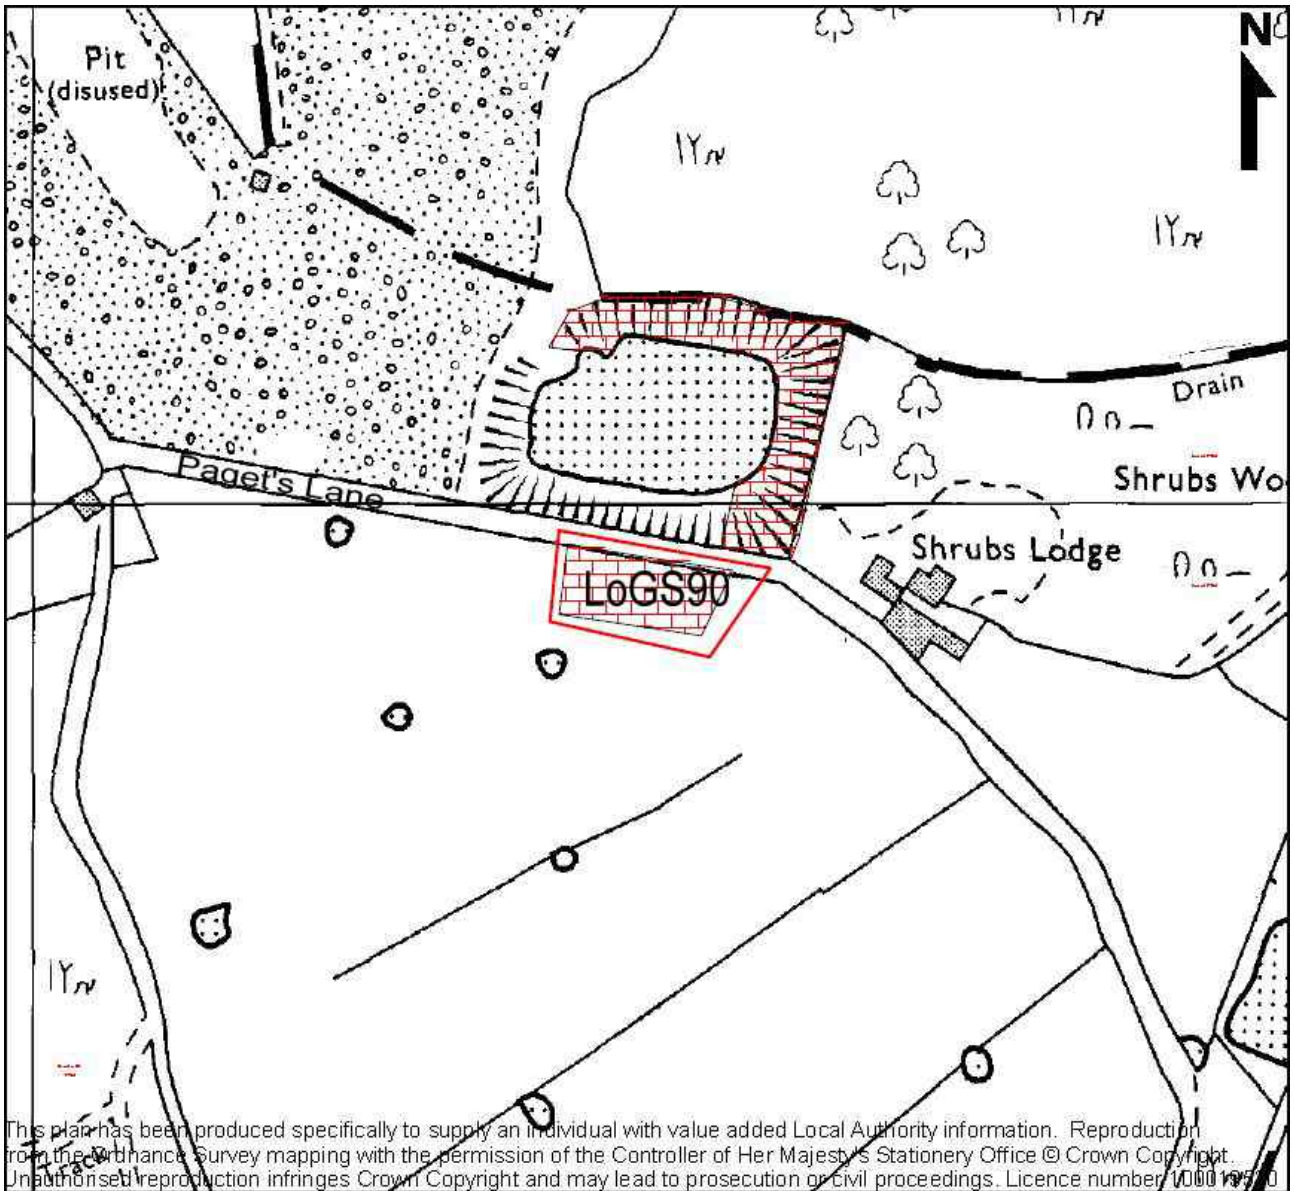 Pit
(disused)
N
Drain
Paget's Lane
Shrubs Wo
Shrubs Lodge
LoGS90
This plan has been produced specifically to supply an individual with value added Local Authority information. Reproduction
from the Ordnance Survey mapping with the permission of the Controller of Her Majesty's Stationery Office © Crown Copyright.
Track
Unauthorised reproduction infringes Crown Copyright and may lead to prosecution or civil proceedings. Licence number